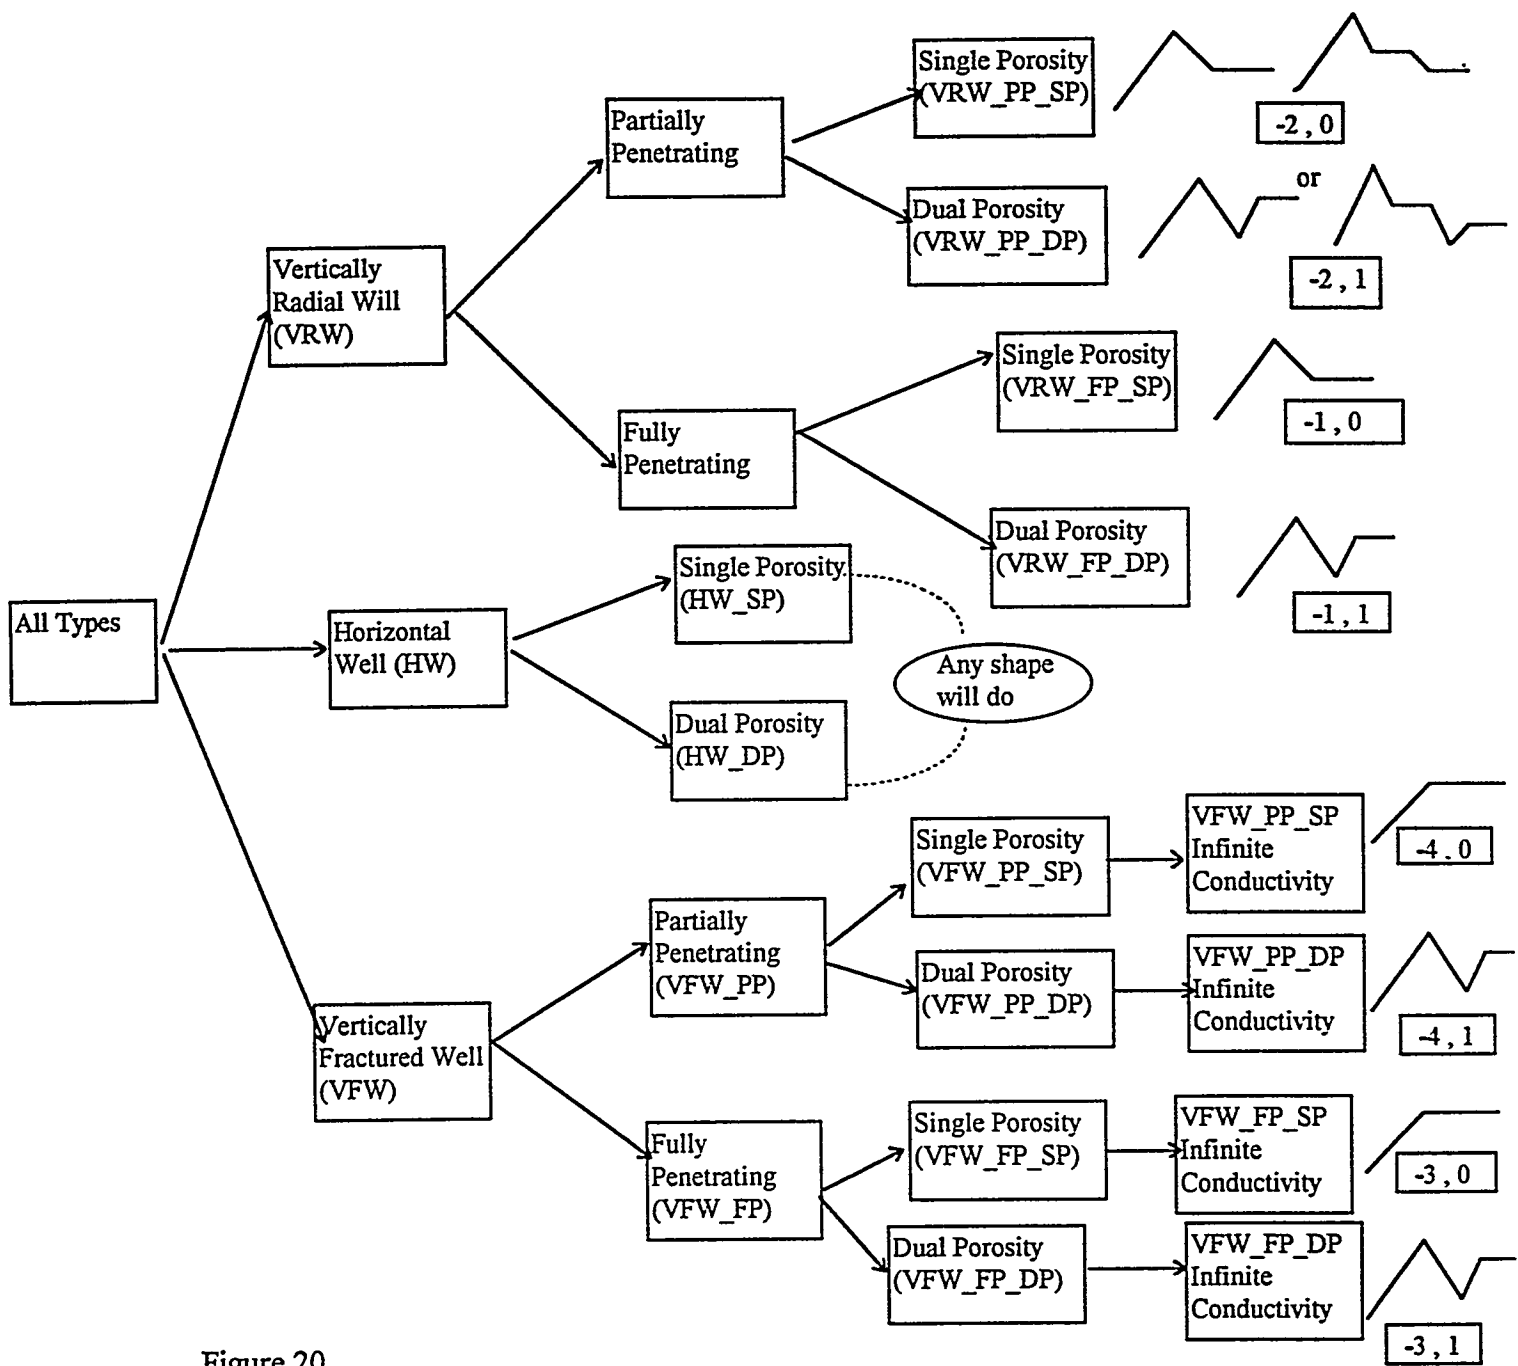 Single Porosity
(VRW_PP_SP)
-2 , 0
Partially
Penetrating
or
Dual Porosity
(VRW_PP_DP)
-2 , 1
Vertically
Radial Will
(VRW)
Single Porosity
(VRW_FP_SP)
-1 , 0
Fully
Penetrating
Dual Porosity
(VRW_FP_DP)
-1 , 1
All Types
Horizontal
Well (HW)
Single Porosity
(HW_SP)
Any shape
will do
Dual Porosity
(HW_DP)
Single Porosity
(VFW_PP_SP)
VFW_PP_SP
Infinite
Conductivity
-4 . 0
Partially
Penetrating
(VFW_PP)
Dual Porosity
(VFW_PP_DP)
VFW_PP_DP
Infinite
Conductivity
-4 , 1
Vertically
Fractured Well
(VFW)
Single Porosity
(VFW_FP_SP)
VFW_FP_SP
Infinite
Conductivity
-3 , 0
Fully
Penetrating
(VFW_FP)
Dual Porosity
(VFW_FP_DP)
VFW_FP_DP
Infinite
Conductivity
-3 , 1
Figure 20